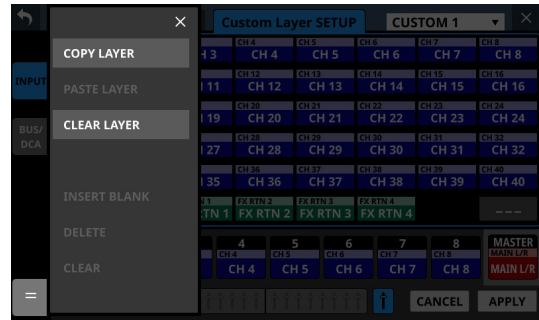 Custom Layer SETUP
CUSTOM 1
COPY LAYER
PASTE LAYER
CLEAR LAYER
INSERT BLANK
DELETE
CLEAR
INPUT
BUS/
DCA
H 3
CH 4 CH 5 CH 6 CH 7 CH 8
CH 4 CH 5 CH 6 CH 7 CH 8
CH 12 CH 13 CH 14 CH 15 CH 16
11 CH 12 CH 13 CH 14 CH 15 CH 16
CH 20 CH 21 CH 22 CH 23 CH 24
19 CH 20 CH 21 CH 22 CH 23 CH 24
CH 28 CH 29 CH 30 CH 31 CH 32
27 CH 28 CH 29 CH 30 CH 31 CH 32
CH 36 CH 37 CH 38 CH 39 CH 40
35 CH 36 CH 37 CH 38 CH 39 CH 40
N 1 FX RTN 2 FX RTN 3 FX RTN 4
TN 1 FX RTN 2 FX RTN 3 FX RTN 4 ---
4 5 6 7 8 MASTER
CH 4 CH 5 CH 6 CH 7 CH 8 MAIN L/R
CH 4 CH 5 CH 6 CH 7 CH 8 MAIN L/R
CANCEL APPLY